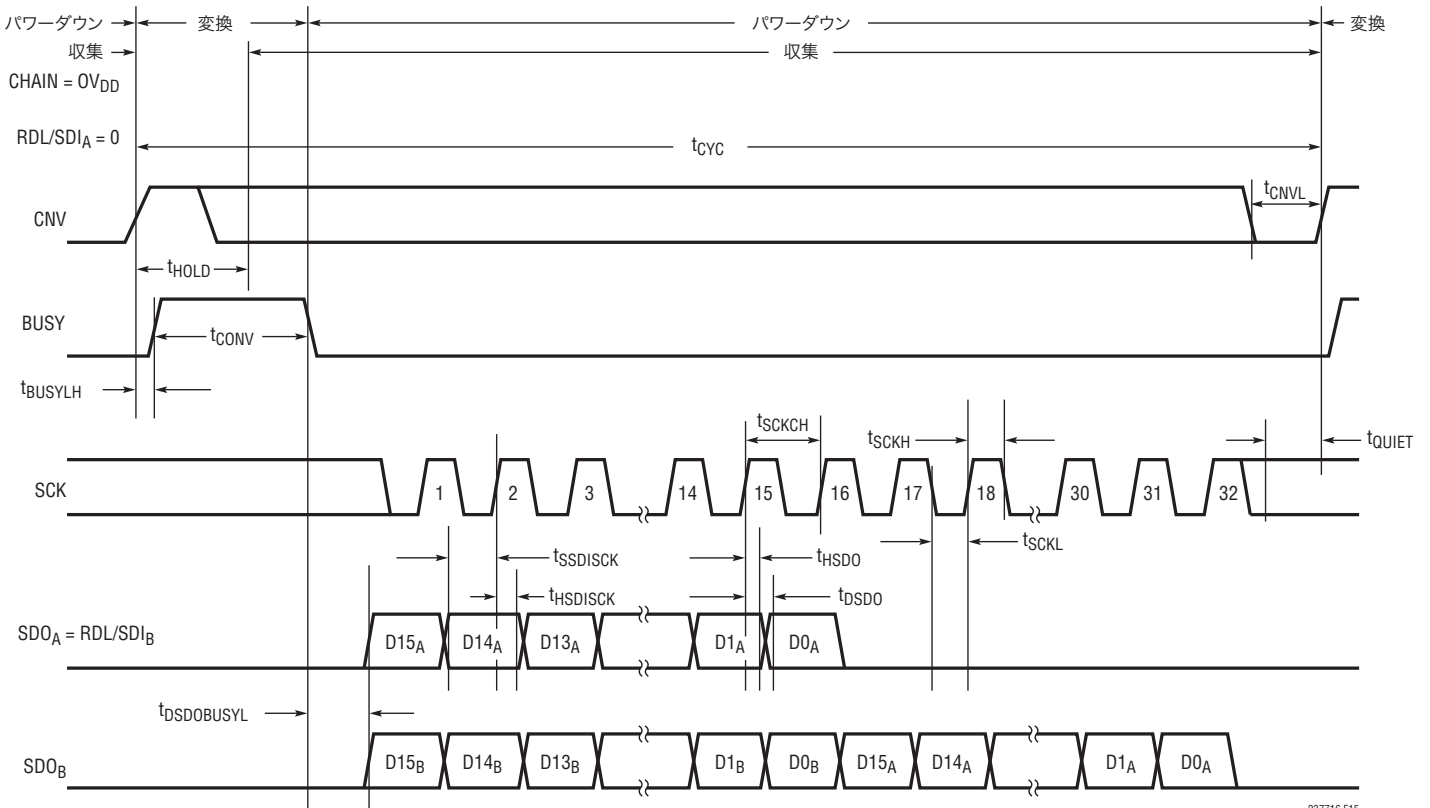 パワーダウン 変換 パワーダウン 変換
収集 収集
CHAIN = OVDD
RDL/SDIA = 0
tCYC
CNV
tCNVL
tHOLD
BUSY
tCONV
tBUSYLH
tSCKCH
tSCKH
tQUIET
SCK
1 2 3 14 15 16 17 18 30 31 32
tSSDISCK
tHSDO
tSCKL
tHSDISCK
tDSDO
SDOA = RDL/SDIB
D15A D14A D13A D1A D0A
tDSDOBUSYL
SDOB
D15B D14B D13B D1B D0B D15A D14A D1A D0A
237716 F15